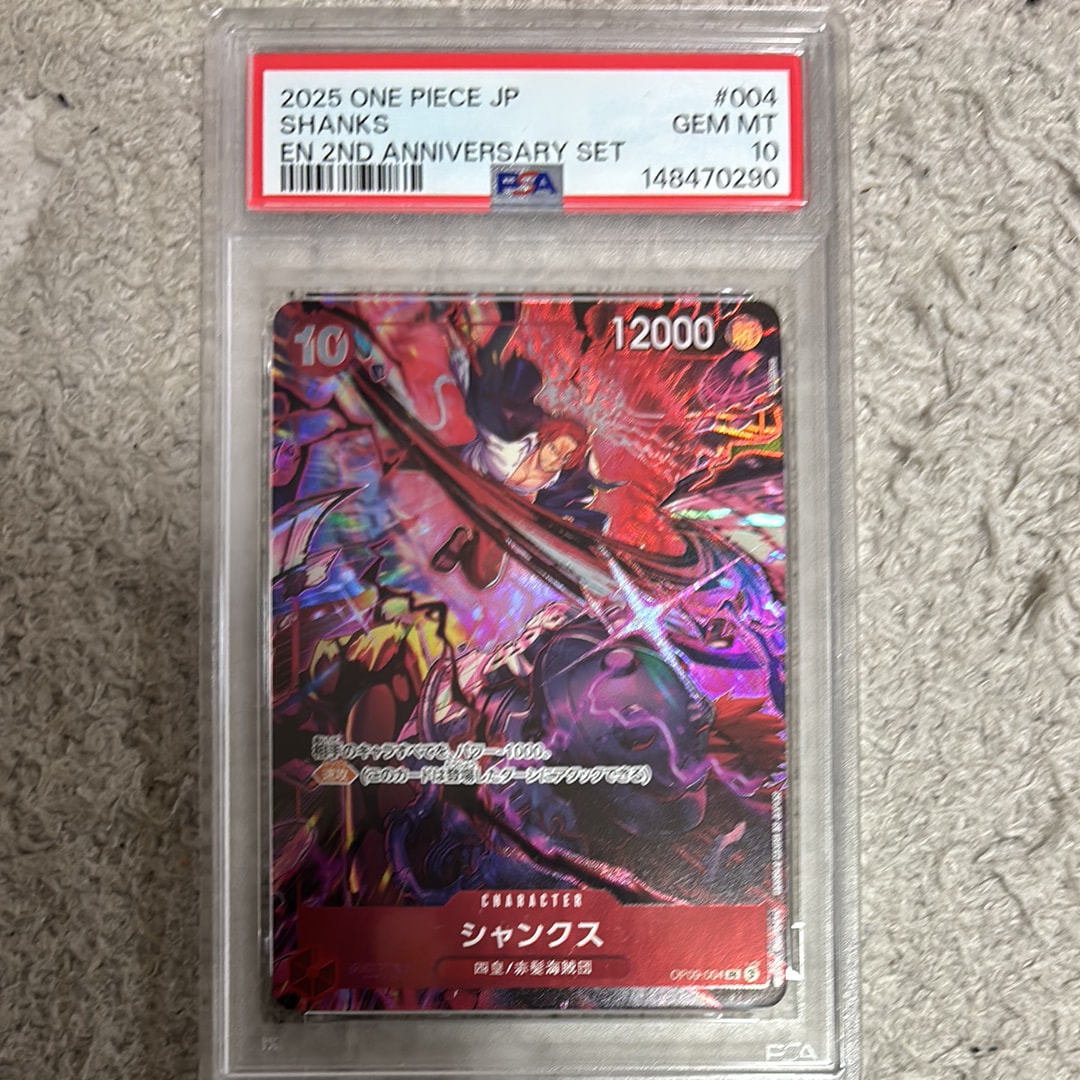 2025 ONE PIECE JP #004
SHANKS GEM MT
EN 2ND ANNIVERSARY SET 10
PSA 148470290
10 12000
相手のキャラすべてを、パワー-1000。
速攻 (このカードは登場したターンにアタックできる)
CHARACTER
シャンクス
四皇/赤髪海賊団
OP09-004 SR
PSA